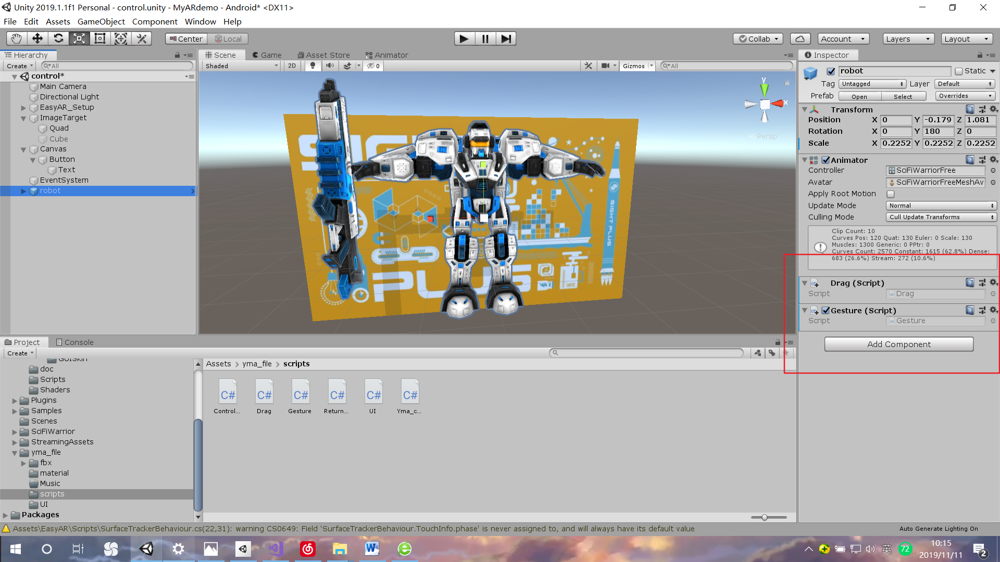 Unity 2019.1.1f1 Personal - control.unity - MyARdemo - Android* <DX11>
File Edit Assets GameObject Component Window Help
Center Local
Collab Account Layers Layout
Hierarchy
Create All
control*
Main Camera
Directional Light
EasyAR_Setup
ImageTarget
Quad
Cube
Canvas
Button
Text
EventSystem
robot
Scene Game Asset Store Animator
Shaded 2D 0 Gizmos All
y
x
Persp
PLUS
SIGHT PLUS
Inspector
robot Static
Tag Untagged Layer Default
Prefab Open Select Overrides
Transform
Position X 0 Y -0.179 Z 1.081
Rotation X 0 Y 180 Z 0
Scale X 0.2252 Y 0.2252 Z 0.2252
Animator
Controller SciFiWarriorFree
Avatar SciFiWarriorFreeMeshAv
Apply Root Motion
Update Mode Normal
Culling Mode Cull Update Transforms
Clip Count: 10
Curves Pos: 120 Quat: 130 Euler: 0 Scale: 130
Muscles: 1300 Generic: 0 PPtr: 0
Curves Count: 2570 Constant: 1615 (62.8%) Dense:
683 (26.6%) Stream: 272 (10.6%)
Drag (Script)
Script Drag
Gesture (Script)
Script Gesture
Add Component
Project Console
Create
GUISkin
doc
Scripts
Shaders
Plugins
Samples
Scenes
SciFiWarrior
StreamingAssets
yma_file
fbx
material
Music
scripts
UI
Packages
Assets yma_file scripts
C# C# C# C# C# C#
Control... Drag Gesture Return... UI Yma_c...
Assets\EasyAR\Scripts\SurfaceTrackerBehaviour.cs(22,31): warning CS0649: Field 'SurfaceTrackerBehaviour.TouchInfo.phase' is never assigned to, and will always have its default value
Auto Generate Lighting On
英 72 10:15
2019/11/11 2